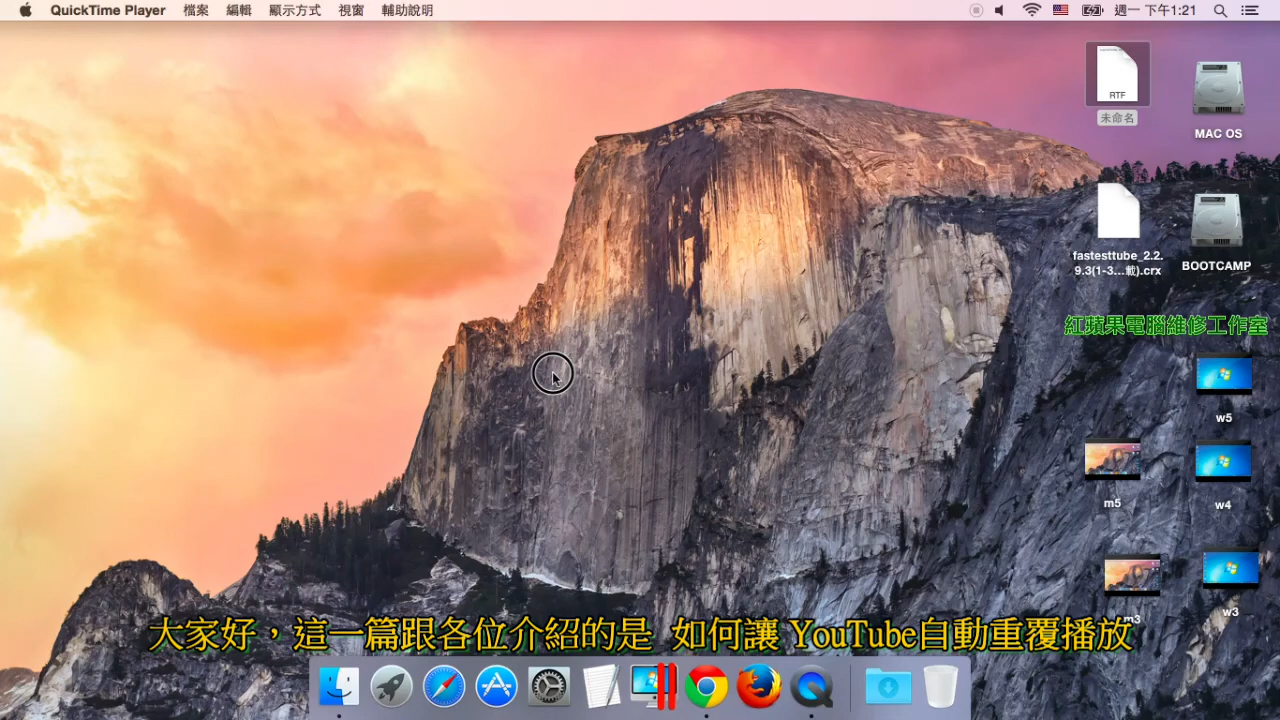 QuickTime Player 檔案 編輯 顯示方式 視窗 輔助說明 週一 下午1:21
RTF
未命名
MAC OS
fastesttube_2.2.
9.3(1-3...載).crx
BOOTCAMP
紅蘋果電腦維修工作室
w5
m5
w4
m3
w3
大家好，這一篇跟各位介紹的是 如何讓 YouTube自動重覆播放